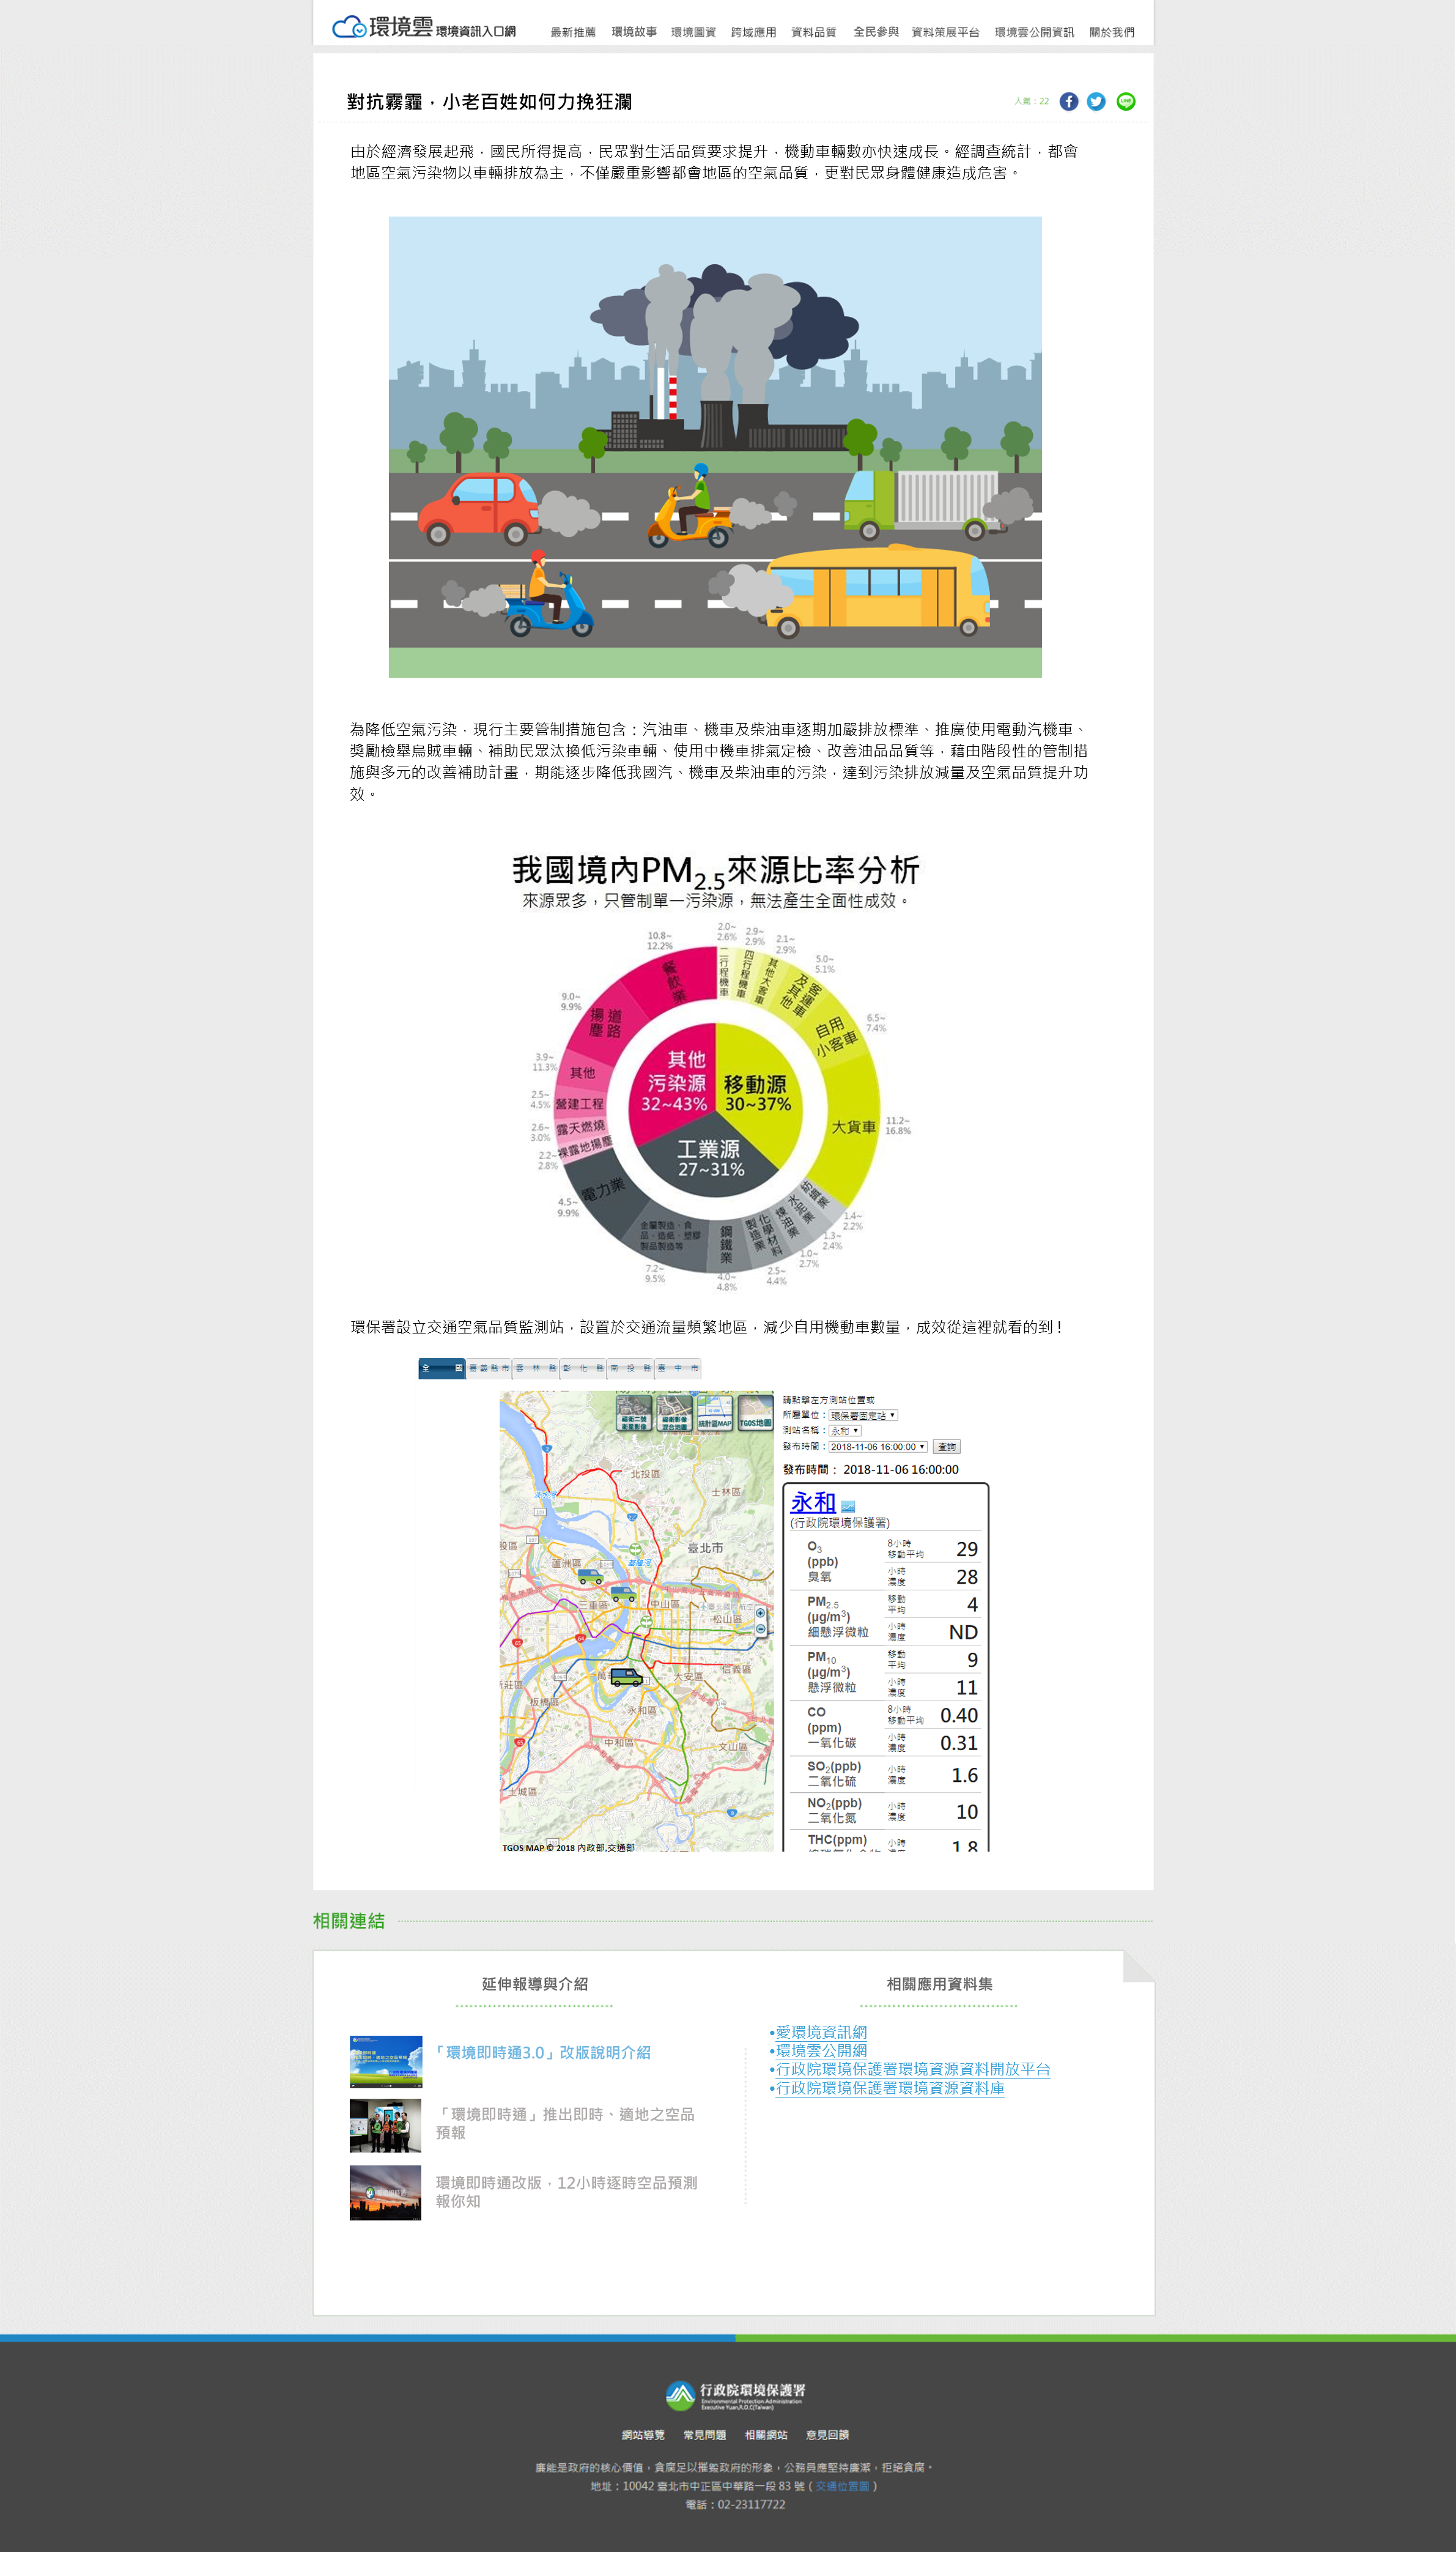 環境雲 環境資訊入口網
最新推薦 環境故事 環境圖資 跨域應用 資料品質 全民參與 資料策展平台 環境雲公開資訊 關於我們
對抗霧霾，小老百姓如何力挽狂瀾
人氣：22
由於經濟發展起飛，國民所得提高，民眾對生活品質要求提升，機動車輛數亦快速成長。經調查統計，都會
地區空氣污染物以車輛排放為主，不僅嚴重影響都會地區的空氣品質，更對民眾身體健康造成危害。
為降低空氣污染，現行主要管制措施包含：汽油車、機車及柴油車逐期加嚴排放標準、推廣使用電動汽機車、
獎勵檢舉烏賊車輛、補助民眾汰換低污染車輛、使用中機車排氣定檢、改善油品品質等，藉由階段性的管制措
施與多元的改善補助計畫，期能逐步降低我國汽、機車及柴油車的污染，達到污染排放減量及空氣品質提升功
效。
我國境內PM2.5來源比率分析
來源眾多，只管制單一污染源，無法產生全面性成效。
其他
污染源
32~43%
移動源
30~37%
工業源
27~31%
二行程機車
2.0~
2.6%
四行程機車
2.9~
2.9%
其他大客車
2.1~
2.9%
客運車
及其他
5.0~
5.1%
自用
小客車
6.5~
7.4%
大貨車
11.2~
16.8%
紡織業
1.4~
2.2%
水泥業
1.3~
2.4%
煉油業
1.0~
2.7%
化學材料
製造業
2.5~
4.4%
鋼鐵業
4.0~
4.8%
金屬製造、食
品、造紙、塑膠
製品製造等
7.2~
9.5%
電力業
4.5~
9.9%
裸露地揚塵
2.2~
2.8%
露天燃燒
2.6~
3.0%
營建工程
2.5~
4.5%
其他
3.9~
11.3%
道路
揚塵
9.0~
9.9%
餐飲業
10.8~
12.2%
環保署設立交通空氣品質監測站，設置於交通流量頻繁地區，減少自用機動車數量，成效從這裡就看的到！
全國 嘉義縣市 雲林縣 彰化縣 南投縣 臺中市
福衛二號
衛星影像
福衛影像
混合地圖
統計區MAP
TGOS地圖
北投區
士林區
淡水河
臺北市
蘆洲區
基隆河
三重區
中山區
松山區
信義區
大安區
板橋區
永和區
中和區
文山區
土城區
TGOS MAP © 2018 內政部,交通部
請點擊左方測站位置或
所屬單位：環保署固定站
測站名稱：永和
發布時間：2018-11-06 16:00:00 查詢
發布時間： 2018-11-06 16:00:00
永和
(行政院環境保護署)
O3
(ppb)
臭氧
8小時
移動平均 29
小時
濃度 28
PM2.5
(μg/m3)
細懸浮微粒
移動
平均 4
小時
濃度 ND
PM10
(μg/m3)
懸浮微粒
移動
平均 9
小時
濃度 11
CO
(ppm)
一氧化碳
8小時
移動平均 0.40
小時
濃度 0.31
SO2(ppb)
二氧化硫
小時
濃度 1.6
NO2(ppb)
二氧化氮
小時
濃度 10
THC(ppm)
小時
1.8
相關連結
延伸報導與介紹
「環境即時通3.0」改版說明介紹
「環境即時通」推出即時、適地之空品
預報
環境即時通改版，12小時逐時空品預測
報你知
相關應用資料集
•愛環境資訊網
•環境雲公開網
•行政院環境保護署環境資源資料開放平台
•行政院環境保護署環境資源資料庫
行政院環境保護署
Environmental Protection Administration
Executive Yuan,R.O.C(Taiwan)
網站導覽 常見問題 相關網站 意見回饋
廉能是政府的核心價值，貪腐足以摧毀政府的形象，公務員應堅持廉潔，拒絕貪腐。
地址：10042 臺北市中正區中華路一段 83 號 ( 交通位置圖 )
電話：02-23117722